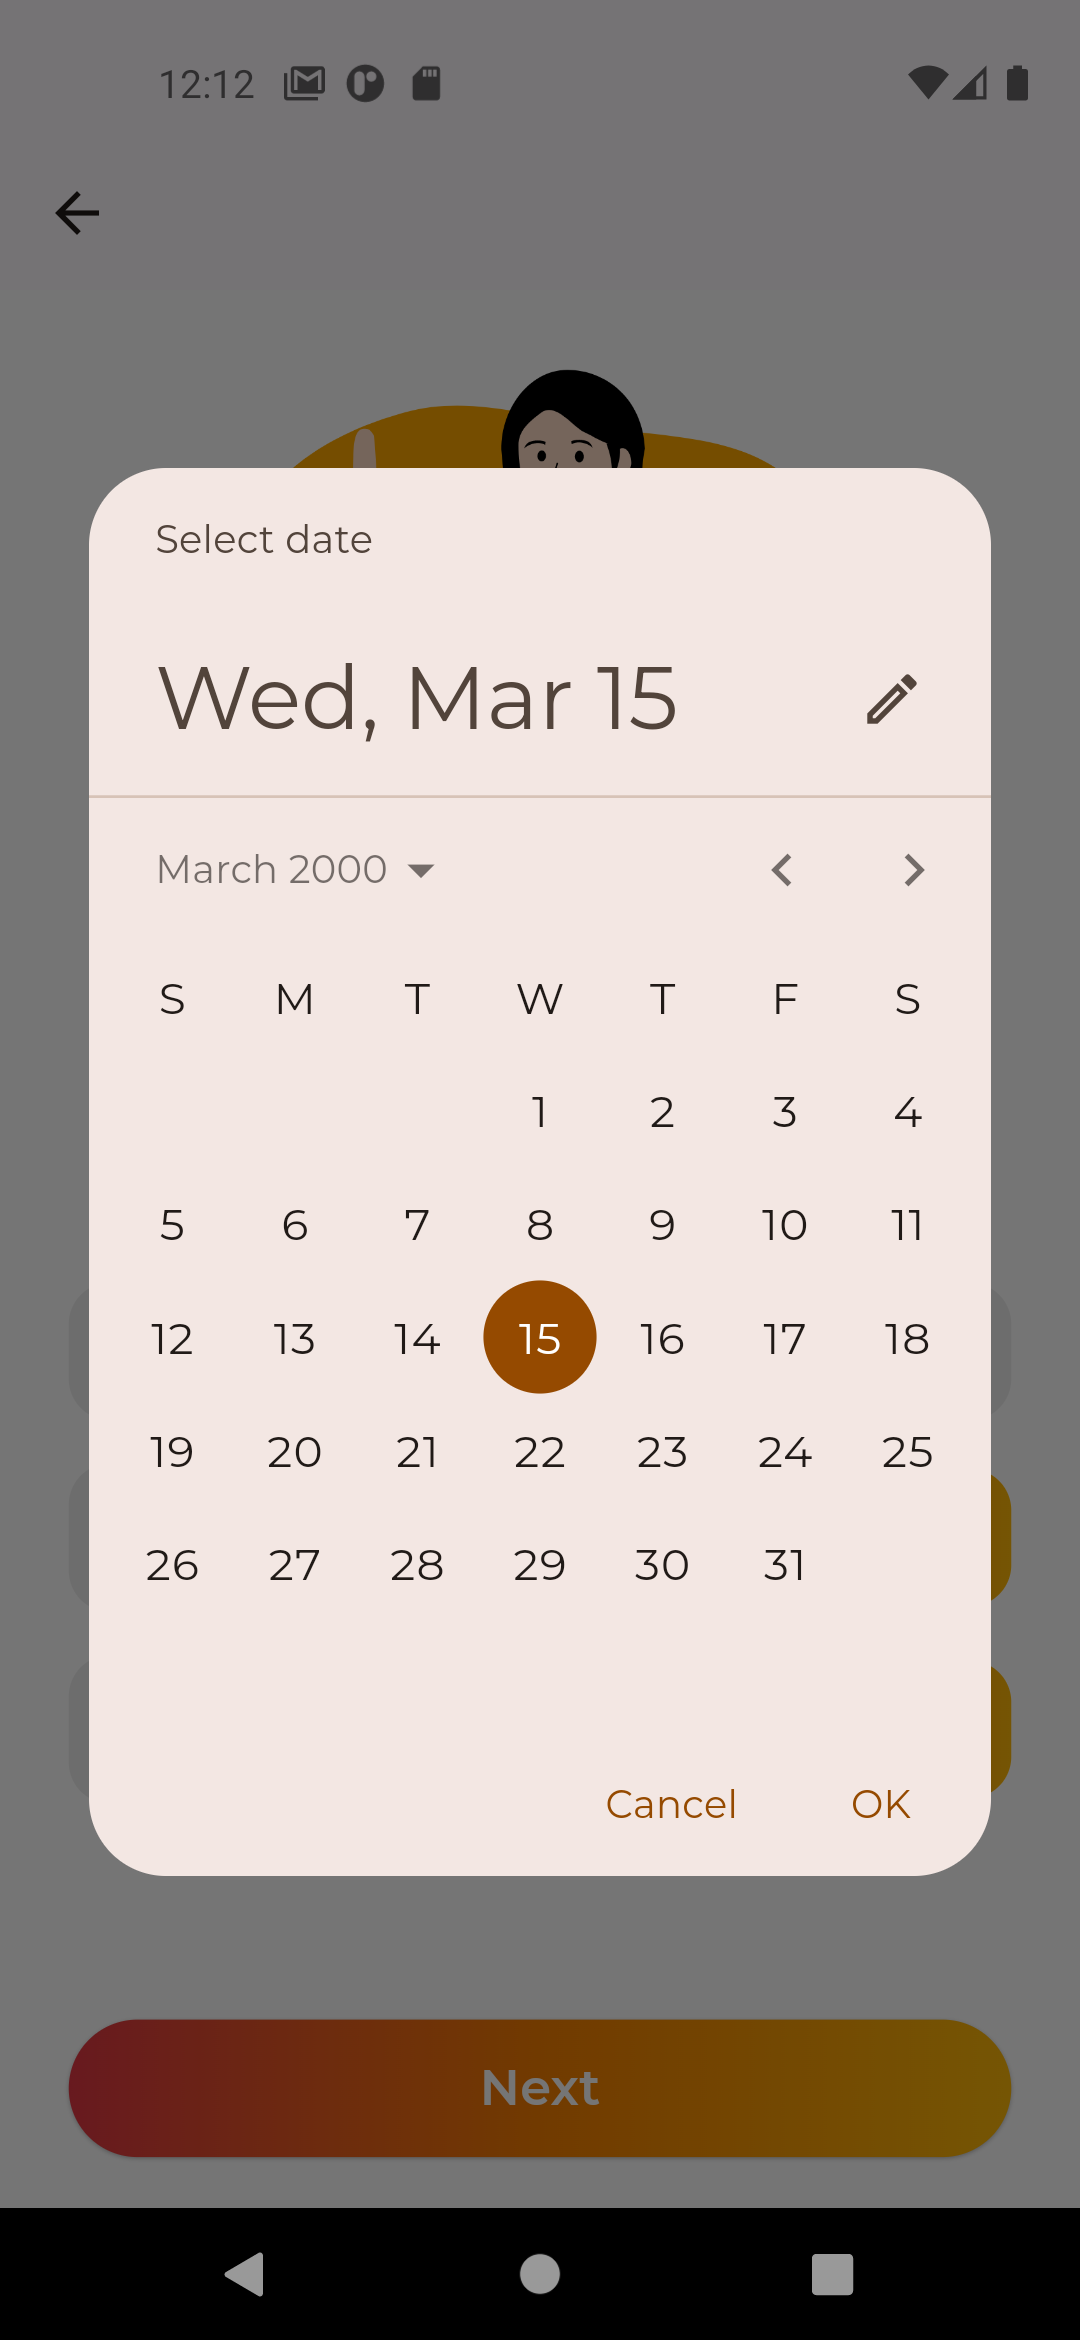 12:12
Select date
Wed, Mar 15
March 2000
S M T W T F S
1 2 3 4
5 6 7 8 9 10 11
12 13 14 15 16 17 18
19 20 21 22 23 24 25
26 27 28 29 30 31
Cancel OK
Next